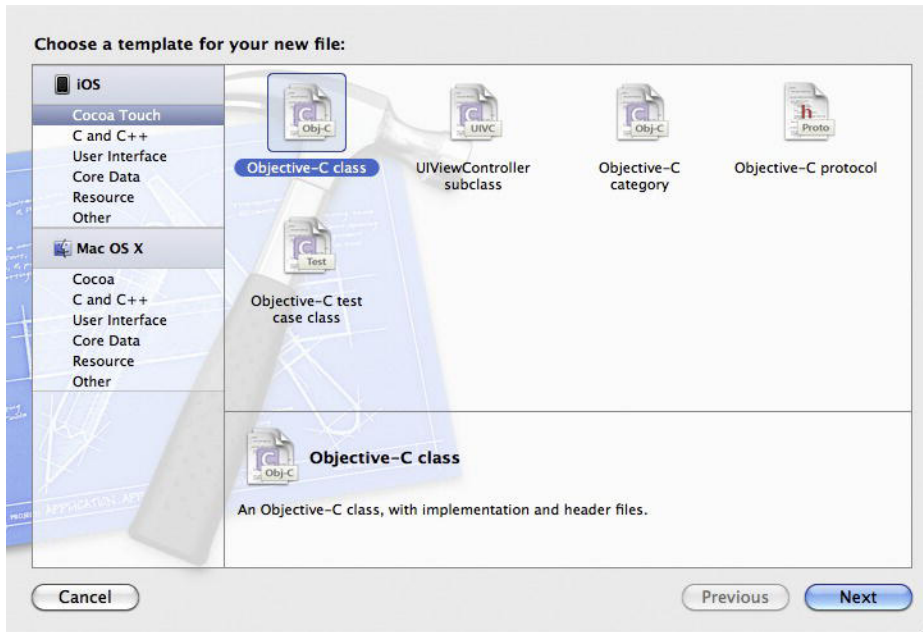 Choose a template for your new file:
iOS
Cocoa Touch
C and C++
User Interface
Core Data
Resource
Other
Mac OS X
Cocoa
C and C++
User Interface
Core Data
Resource
Other
Obj-C
Objective-C class
UIVC
UIViewController
subclass
Obj-C
Objective-C
category
h
Proto
Objective-C protocol
Test
Objective-C test
case class
Obj-C
Objective-C class
An Objective-C class, with implementation and header files.
Cancel
Previous
Next